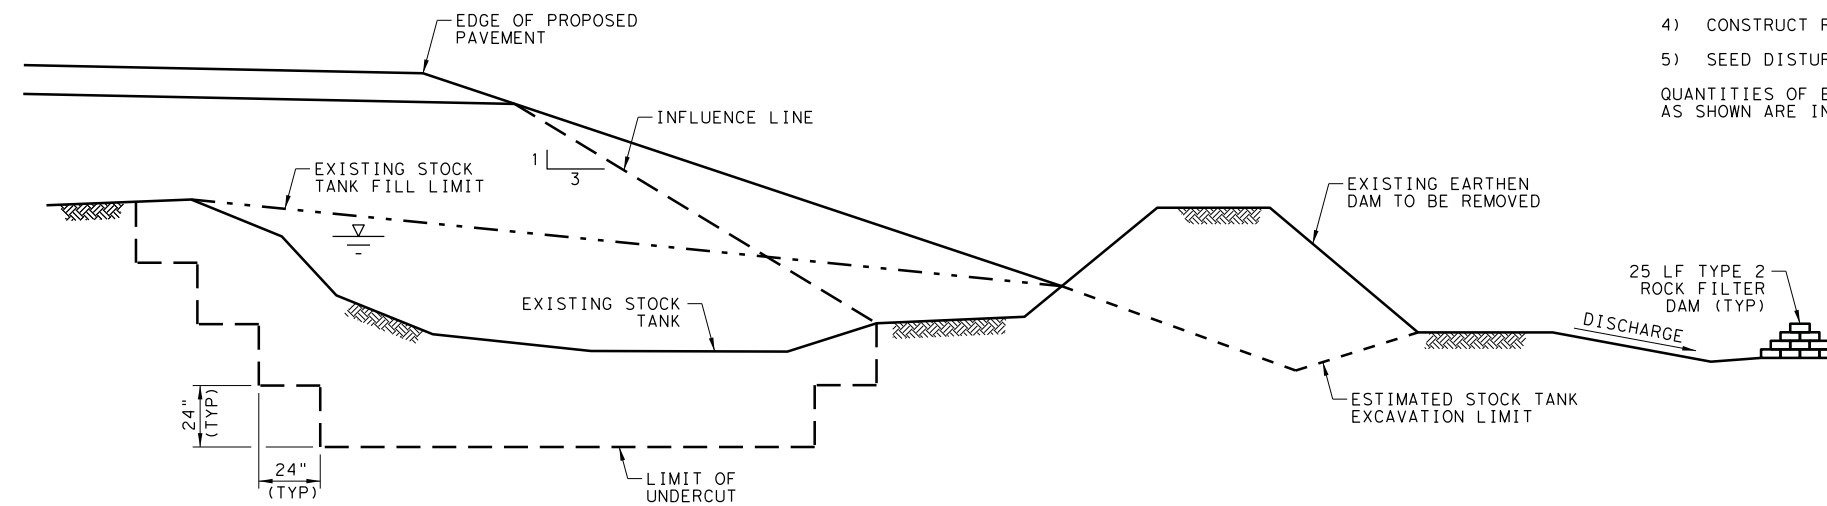 EDGE OF PROPOSED
PAVEMENT
4) CONSTRUCT
5) SEED
QUANTITIES OF
AS SHOWN ARE
INFLUENCE LINE
1
3
EXISTING STOCK
TANK FILL LIMIT
EXISTING EARTHEN
DAM TO BE REMOVED
25 LF TYPE 2
ROCK FILTER
DAM (TYP)
EXISTING STOCK
TANK
DISCHARGE
ESTIMATED STOCK TANK
EXCAVATION LIMIT
24"
(TYP)
24"
(TYP)
LIMIT OF
UNDERCUT